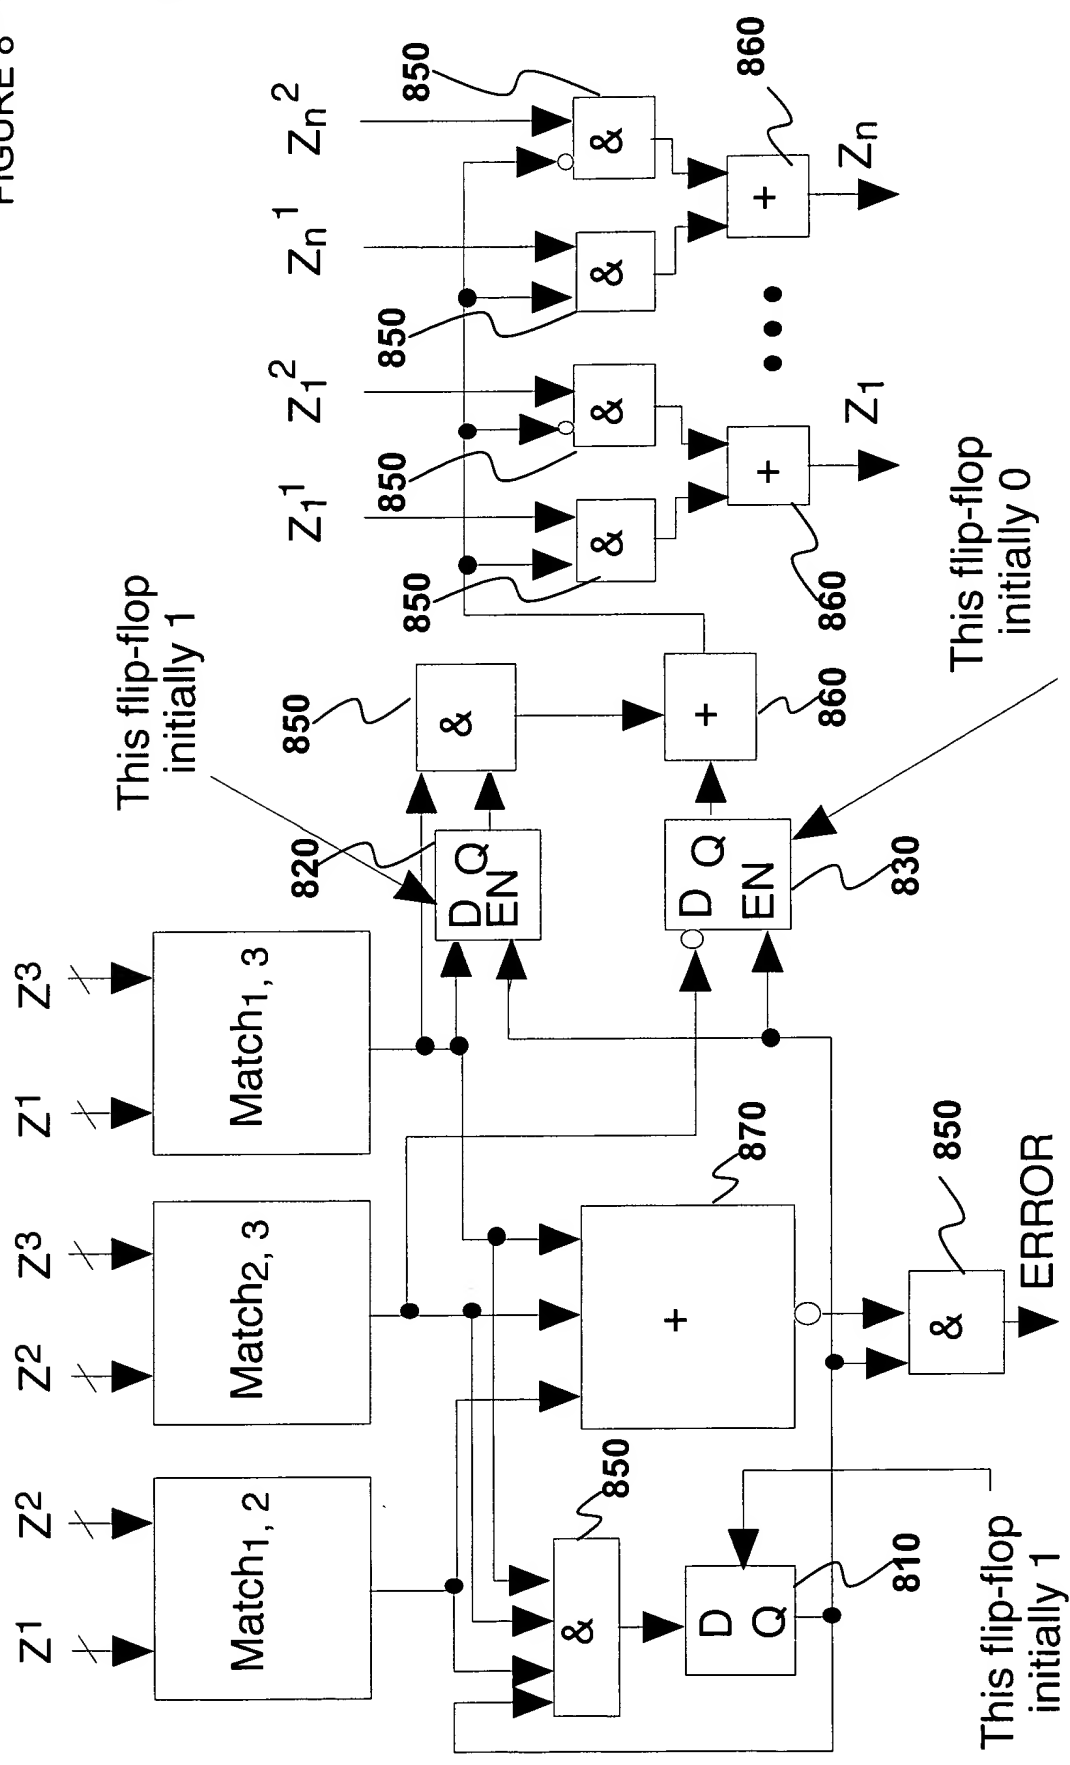 FIGURE 8
Z1 Z2
Z2 Z3
Z1 Z3
Match1, 2
Match2, 3
Match1, 3
This flip-flop
initially 1
820
D Q
EN
850
&
Z1 1
Z1 2
Zn 1
Zn 2
850
850
850
850
&
&
&
&
850
&
D Q
810
This flip-flop
initially 1
+
870
850
&
ERROR
D Q
EN
830
+
860
This flip-flop
initially 0
+
860
Z1
+
860
Zn